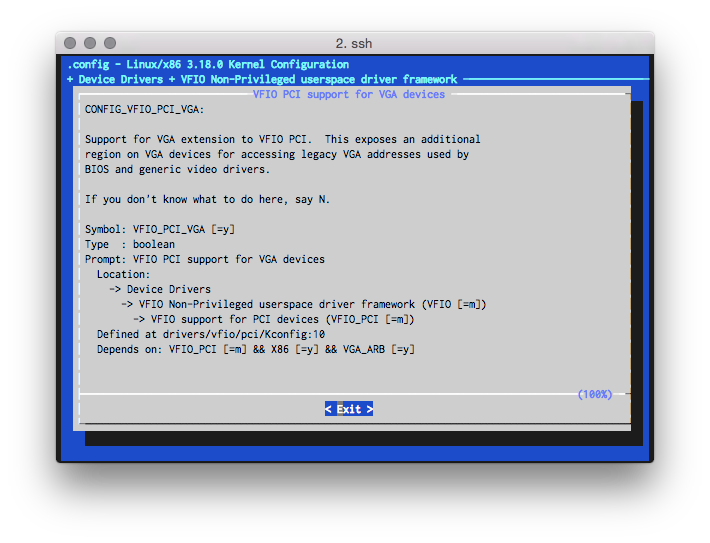 2. ssh
.config - Linux/x86 3.18.0 Kernel Configuration
+ Device Drivers + VFIO Non-Privileged userspace driver framework
VFIO PCI support for VGA devices
CONFIG_VFIO_PCI_VGA:
Support for VGA extension to VFIO PCI.  This exposes an additional
region on VGA devices for accessing legacy VGA addresses used by
BIOS and generic video drivers.
If you don't know what to do here, say N.
Symbol: VFIO_PCI_VGA [=y]
Type  : boolean
Prompt: VFIO PCI support for VGA devices
Location:
-> Device Drivers
-> VFIO Non-Privileged userspace driver framework (VFIO [=m])
-> VFIO support for PCI devices (VFIO_PCI [=m])
Defined at drivers/vfio/pci/Kconfig:10
Depends on: VFIO_PCI [=m] && X86 [=y] && VGA_ARB [=y]
(100%)
< Exit >